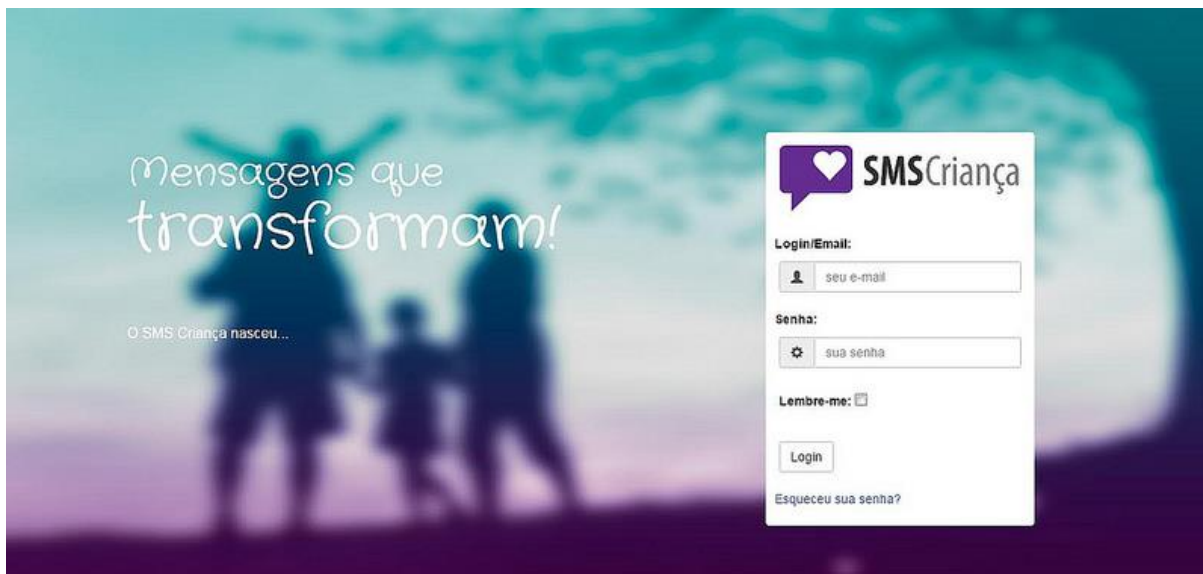 Mensagens que
transformam!
O SMS Criança nasceu...
SMSCriança
Login/Email:
seu e-mail
Senha:
sua senha
Lembre-me:
Login
Esqueceu sua senha?